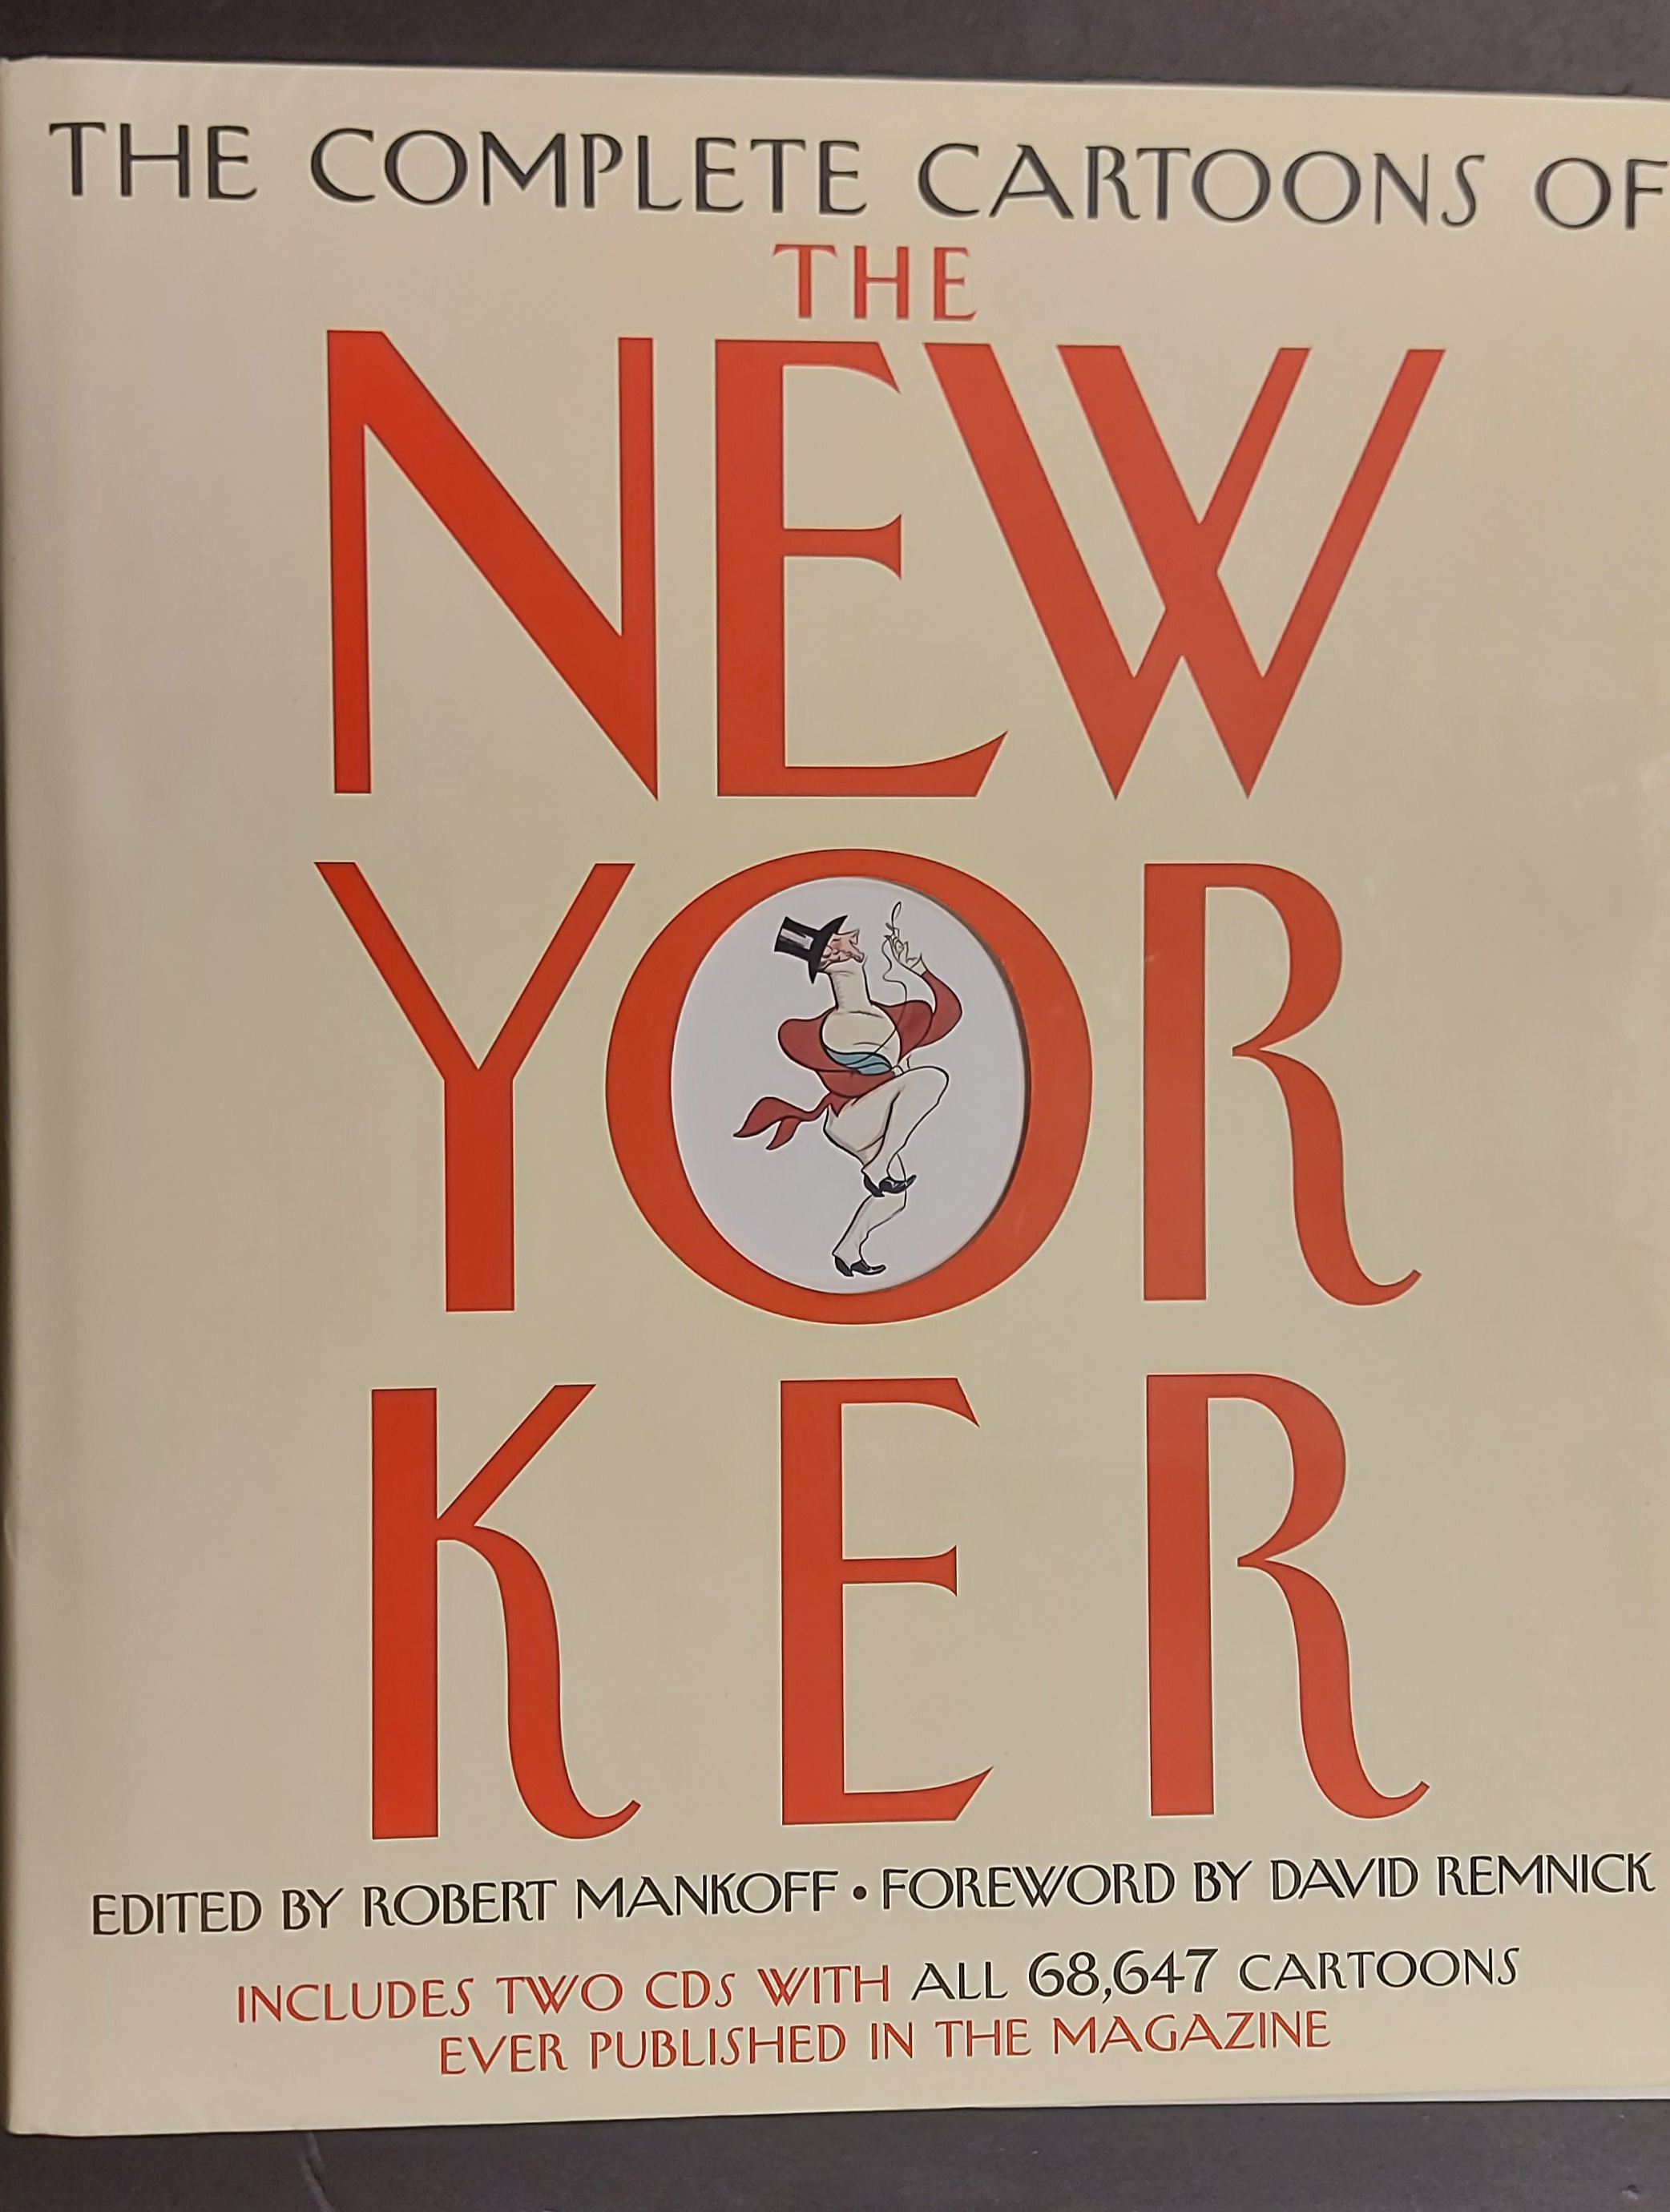 THE COMPLETE CARTOONS OF
THE
NEW
YOR
KER
EDITED BY ROBERT MANKOFF • FOREWORD BY DAVID REMNICK
INCLUDES TWO CDS WITH ALL 68,647 CARTOONS
EVER PUBLISHED IN THE MAGAZINE